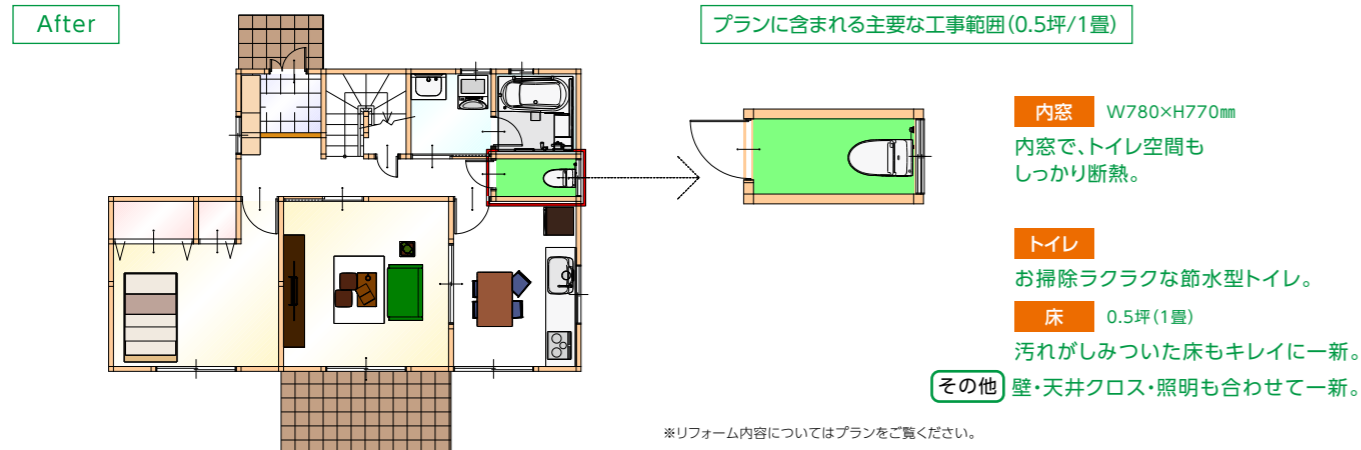 After
プランに含まれる主要な工事範囲(0.5坪/1畳)
内窓 W780×H770㎜
内窓で、トイレ空間も
しっかり断熱。
トイレ
お掃除ラクラクな節水型トイレ。
床 0.5坪(1畳)
汚れがしみついた床もキレイに一新。
その他 壁・天井クロス・照明も合わせて一新。
※リフォーム内容についてはプランをご覧ください。